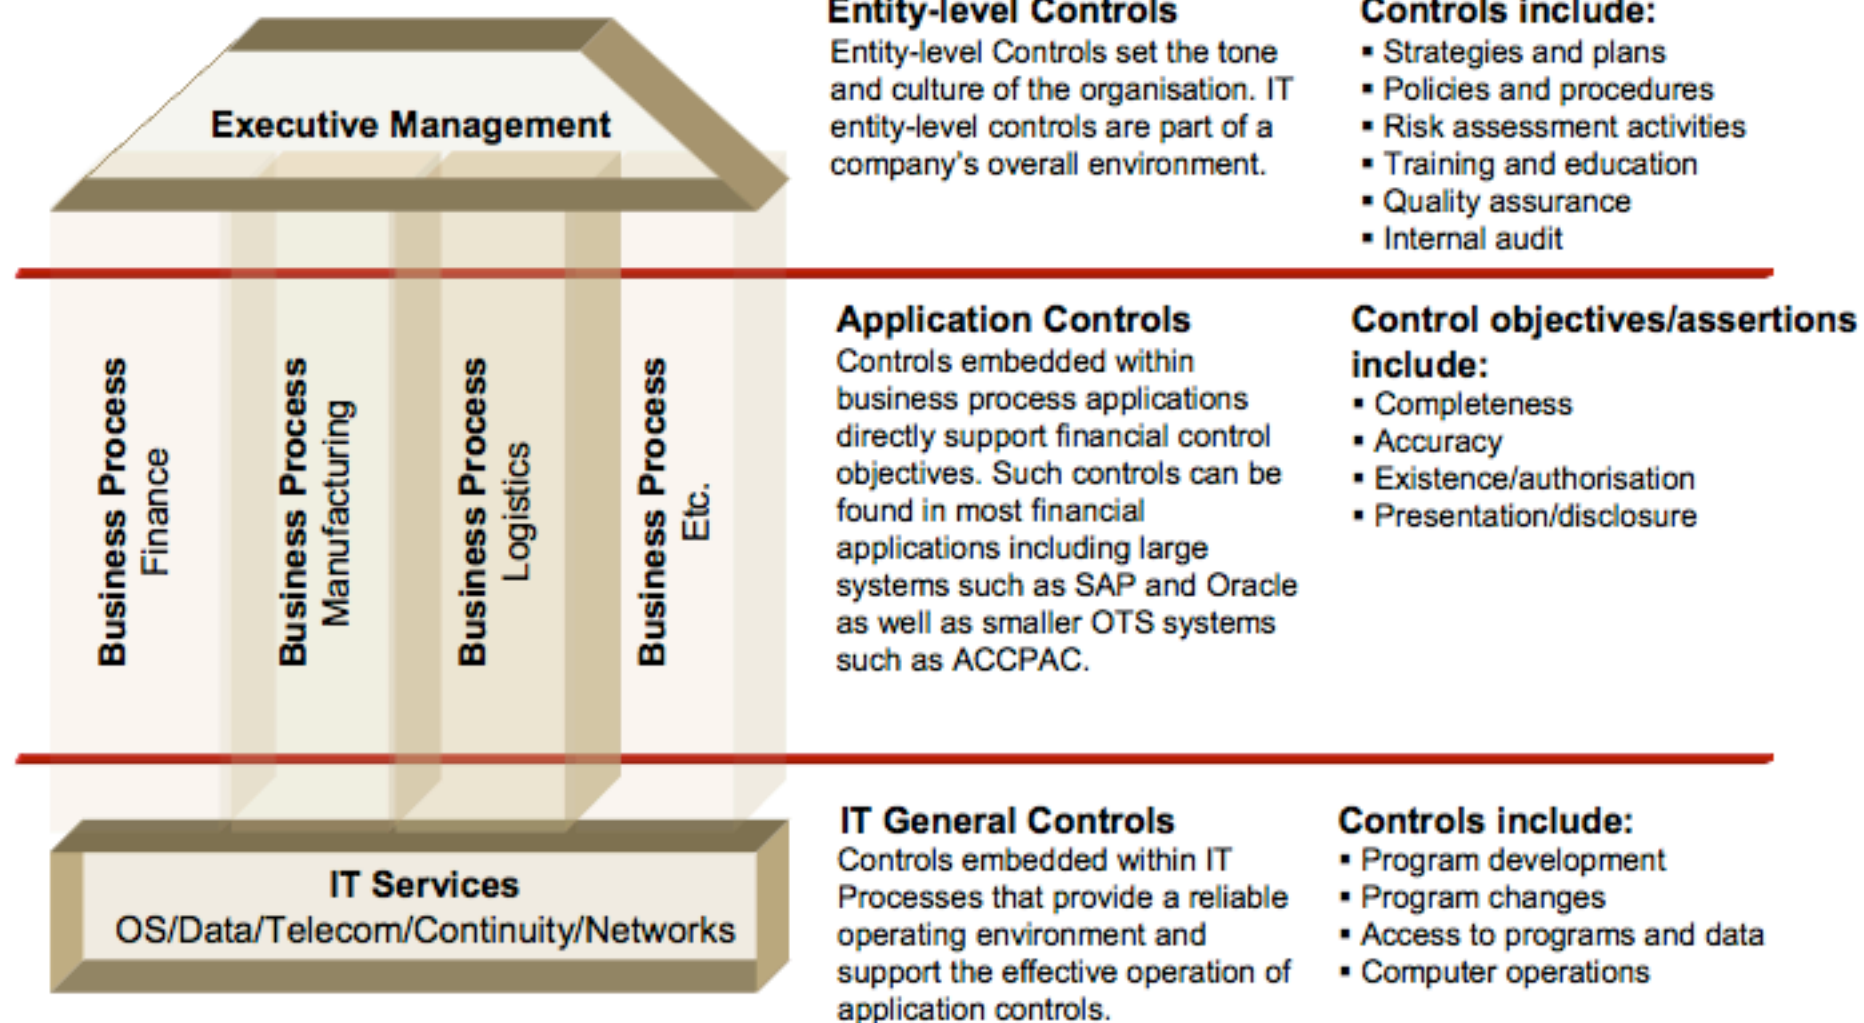 Executive Management
Entity-level Controls
Entity-level Controls set the tone
and culture of the organisation. IT
entity-level controls are part of a
company's overall environment.
Controls include:
▪ Strategies and plans
▪ Policies and procedures
▪ Risk assessment activities
▪ Training and education
▪ Quality assurance
▪ Internal audit
Business Process
Finance
Business Process
Manufacturing
Business Process
Logistics
Business Process
Etc.
Application Controls
Controls embedded within
business process applications
directly support financial control
objectives. Such controls can be
found in most financial
applications including large
systems such as SAP and Oracle
as well as smaller OTS systems
such as ACCPAC.
Control objectives/assertions
include:
▪ Completeness
▪ Accuracy
▪ Existence/authorisation
▪ Presentation/disclosure
IT Services
OS/Data/Telecom/Continuity/Networks
IT General Controls
Controls embedded within IT
Processes that provide a reliable
operating environment and
support the effective operation of
application controls.
Controls include:
▪ Program development
▪ Program changes
▪ Access to programs and data
▪ Computer operations